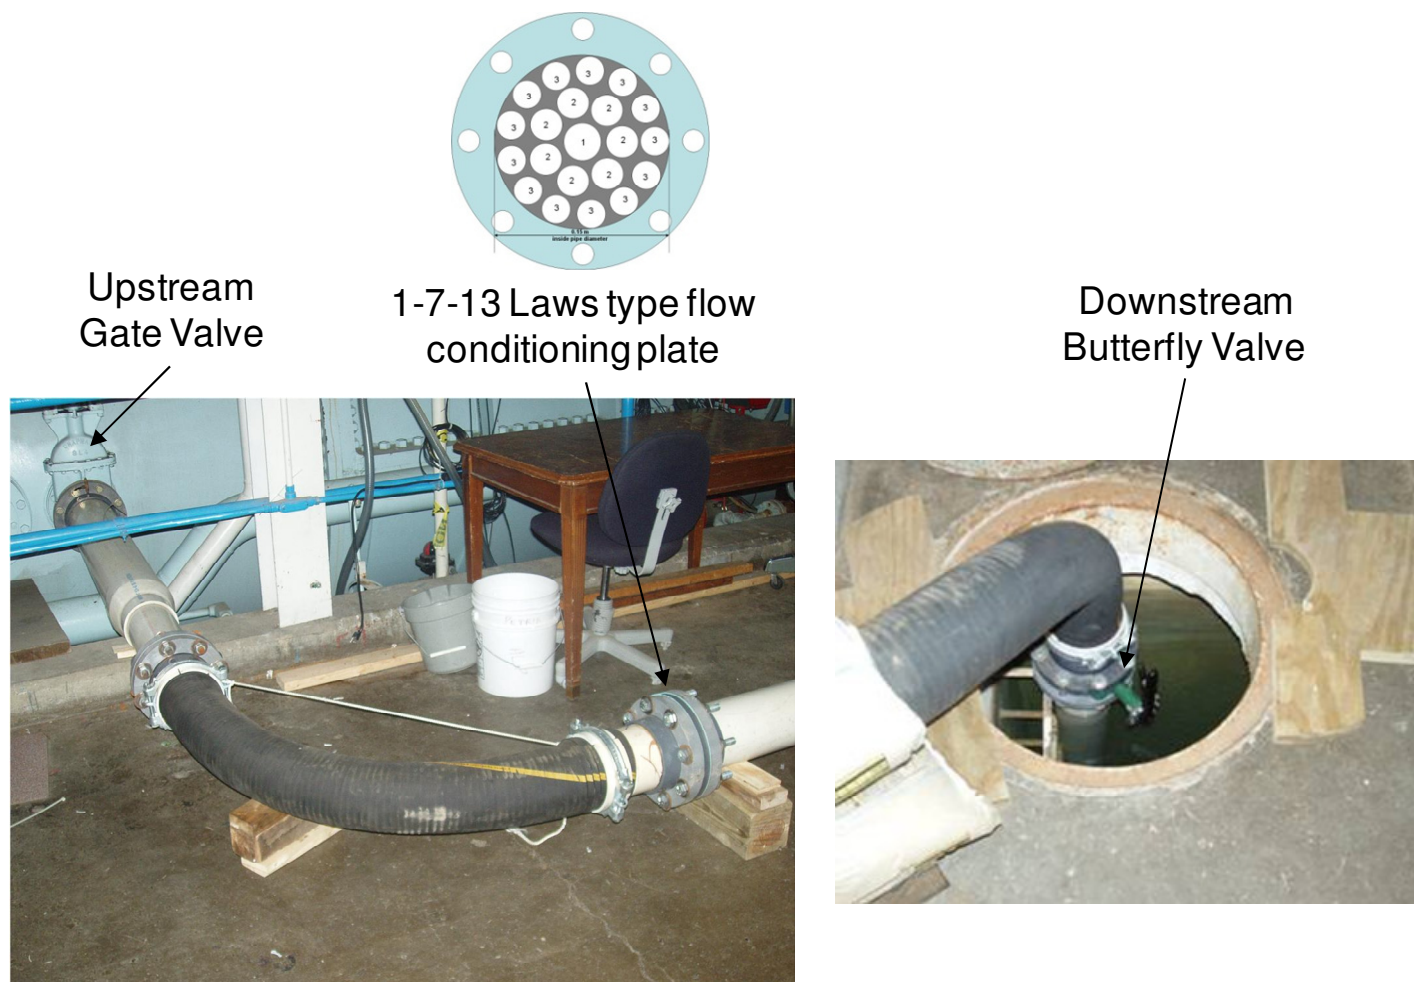 3 3 3
3 2 2 3
3 2
1 2 3
3 2
2 2 3
3
3 3 3
inside pipe diameter
Upstream
Gate Valve
1-7-13 Laws type flow
conditioning plate
Downstream
Butterfly Valve